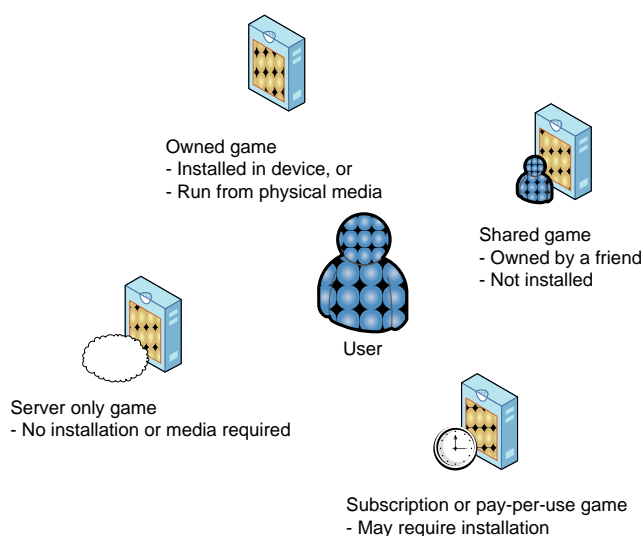 Owned game
- Installed in device, or
- Run from physical media
Shared game
- Owned by a friend
- Not installed
User
Server only game
- No installation or media required
Subscription or pay-per-use game
- May require installation